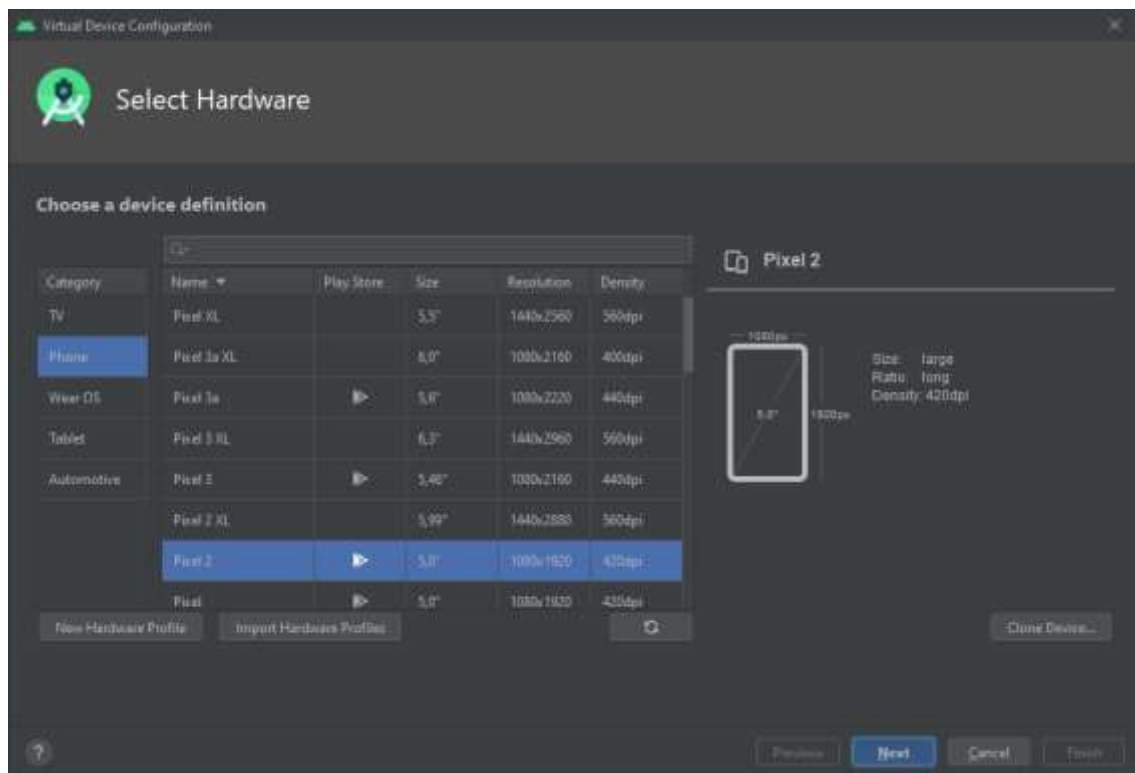 Virtual Device Configuration
Select Hardware
Choose a device definition
Category Name Play Store Size Resolution Density
TV Pixel XL 5,5" 1440x2560 560dpi
Phone Pixel 3a XL 6,0" 1080x2160 400dpi
Wear OS Pixel 3a 5,6" 1080x2220 440dpi
Tablet Pixel 3 XL 6,3" 1440x2960 560dpi
Automotive Pixel 3 5,46" 1080x2160 440dpi
Pixel 2 XL 5,99" 1440x2880 560dpi
Pixel 2 5,0" 1080x1920 420dpi
Pixel 5,0" 1080x1920 420dpi
New Hardware Profile Import Hardware Profiles
Pixel 2
1080px
5.0"
1920px
Size: large
Ratio: long
Density: 420dpi
Clone Device...
? Previous Next Cancel Finish